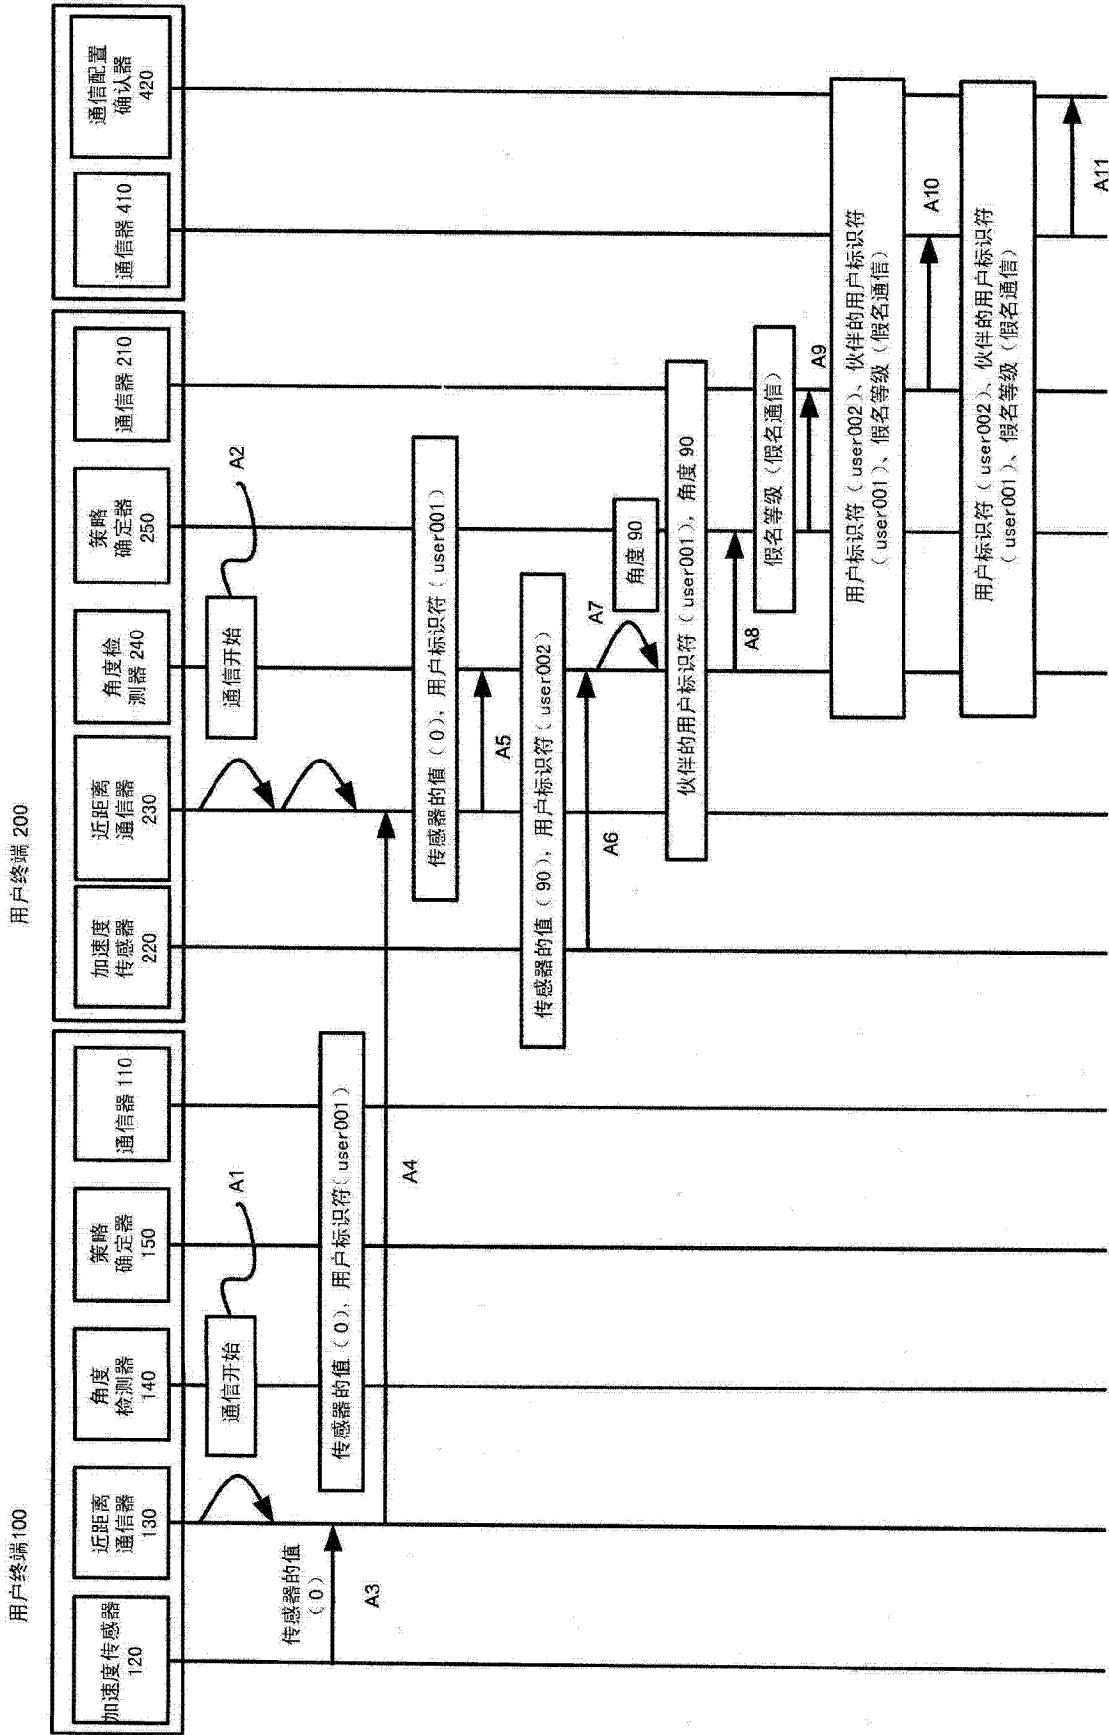 用户终端100
用户终端 200
加速度传感器
120
近距离
通信器
130
角度
检测器
140
策略
确定器
150
通信器 110
加速度
传感器
220
近距离
通信器
230
角度检
测器 240
策略
确定器
250
通信器 210
通信器 410
通信配置
确认器
420
通信开始
A1
通信开始
A2
传感器的值
（0）
A3
传感器的值（0），用户标识符（user001）
A4
传感器的值（0），用户标识符（user001）
A5
传感器的值（90），用户标识符（user002）
A6
角度 90
A7
伙伴的用户标识符（user001），角度 90
A8
假名等级（假名通信）
A9
用户标识符（user002）、伙伴的用户标识符
（user001）、假名等级（假名通信）
A10
用户标识符（user002）、伙伴的用户标识符
（user001）、假名等级（假名通信）
A11